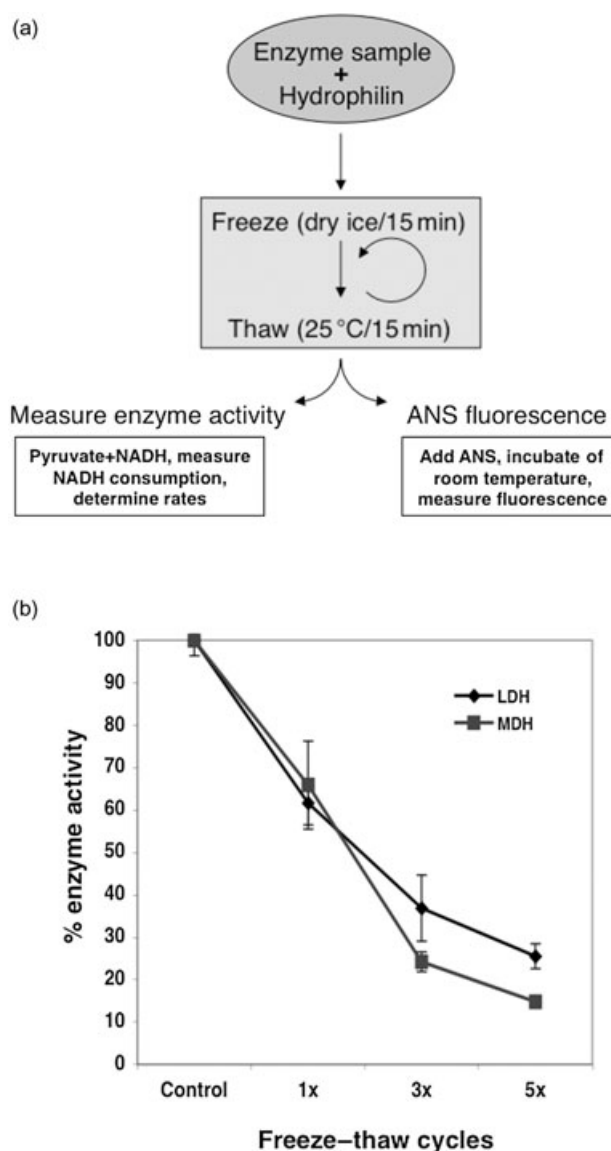 (a)
Enzyme sample
+
Hydrophilin
Freeze (dry ice/15 min)
Thaw (25 °C/15 min)
Measure enzyme activity
Pyruvate+NADH, measure
NADH consumption,
determine rates
ANS fluorescence
Add ANS, incubate of
room temperature,
measure fluorescence
(b)
% enzyme activity
100
90
80
70
60
50
40
30
20
10
0
LDH
MDH
Control 1x 3x 5x
Freeze–thaw cycles